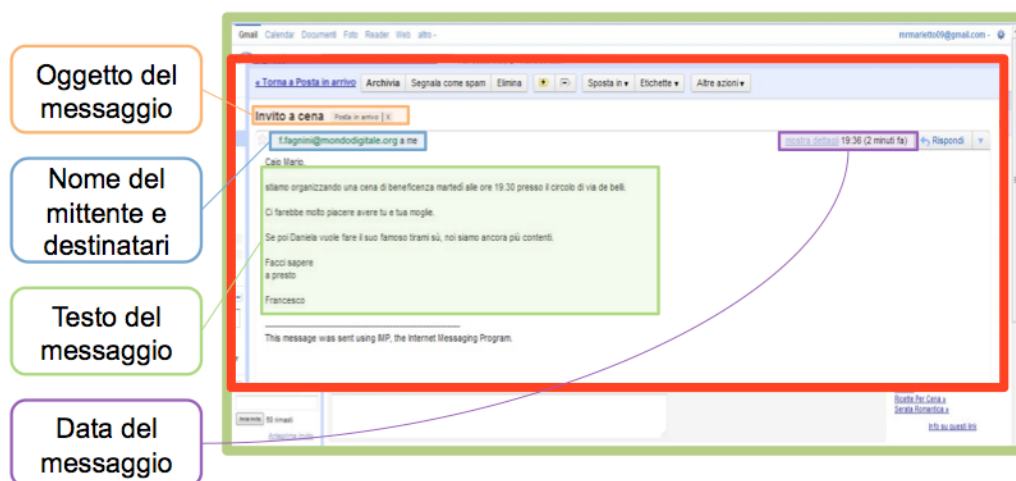 Gmail Calendar Documenti Foto Reader Web altro -
mrmarietto09@gmail.com -
Oggetto del
messaggio
« Torna a Posta in arrivo Archivia Segnala come spam Elimina Sposta in Etichette Altre azioni
Invito a cena Posta in arrivo X
f.fagnini@mondodigitale.org a me
mostra dettagli 19:36 (2 minuti fa) Rispondi
Nome del
mittente e
destinatari
Caio Mario,
stiamo organizzando una cena di beneficenza martedì alle ore 19.30 presso il circolo di via de belli.
Ci farebbe molto piacere avere tu e tua moglie.
Se poi Daniela vuole fare il suo famoso tirami sù, noi siamo ancora più contenti.
Facci sapere
a presto
Francesco
Testo del
messaggio
This message was sent using IMP, the Internet Messaging Program.
Data del
messaggio
50 rimasti
Anteprima invito
Ricette Per Cena »
Serata Romantica »
Info su questi link